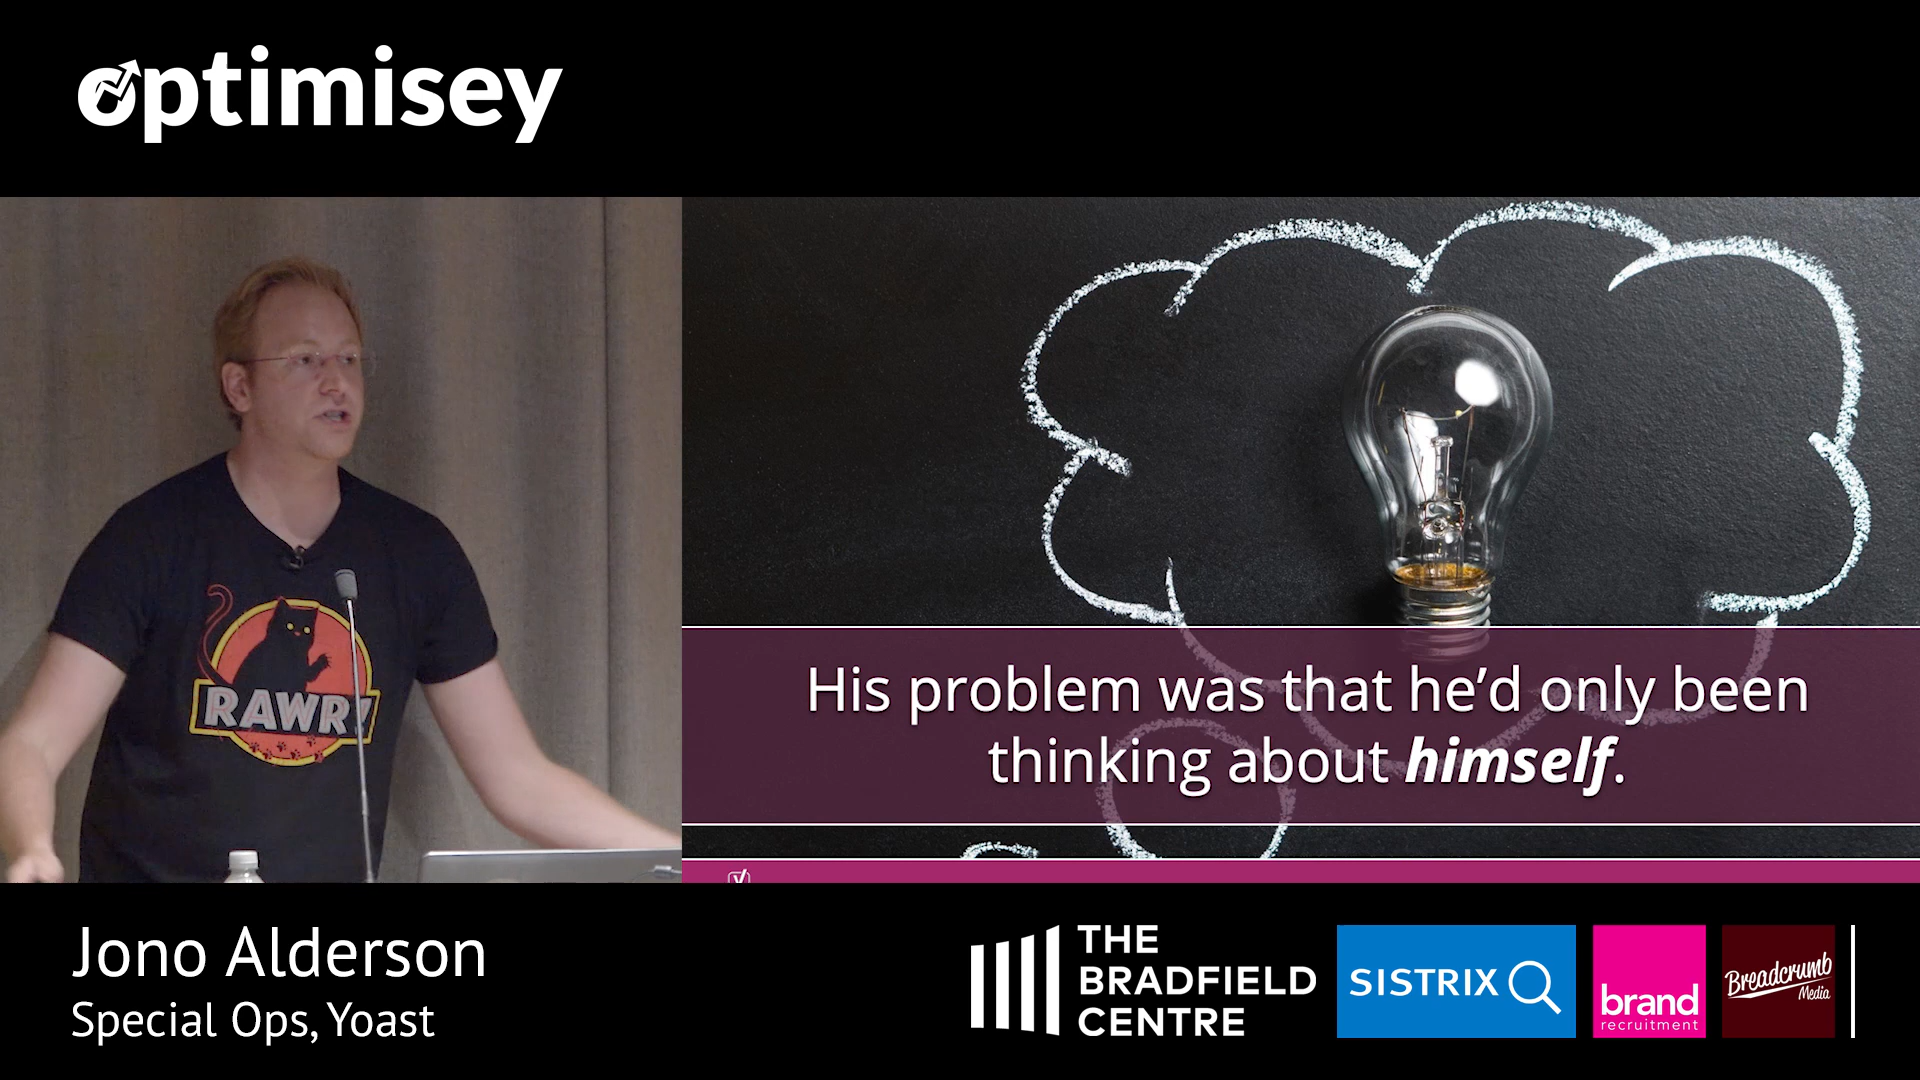 optimisey
RAWR
His problem was that he’d only been
thinking about himself.
Jono Alderson
Special Ops, Yoast
THE
BRADFIELD
CENTRE
SISTRIX
brand
recruitment
Breadcrumb
Media